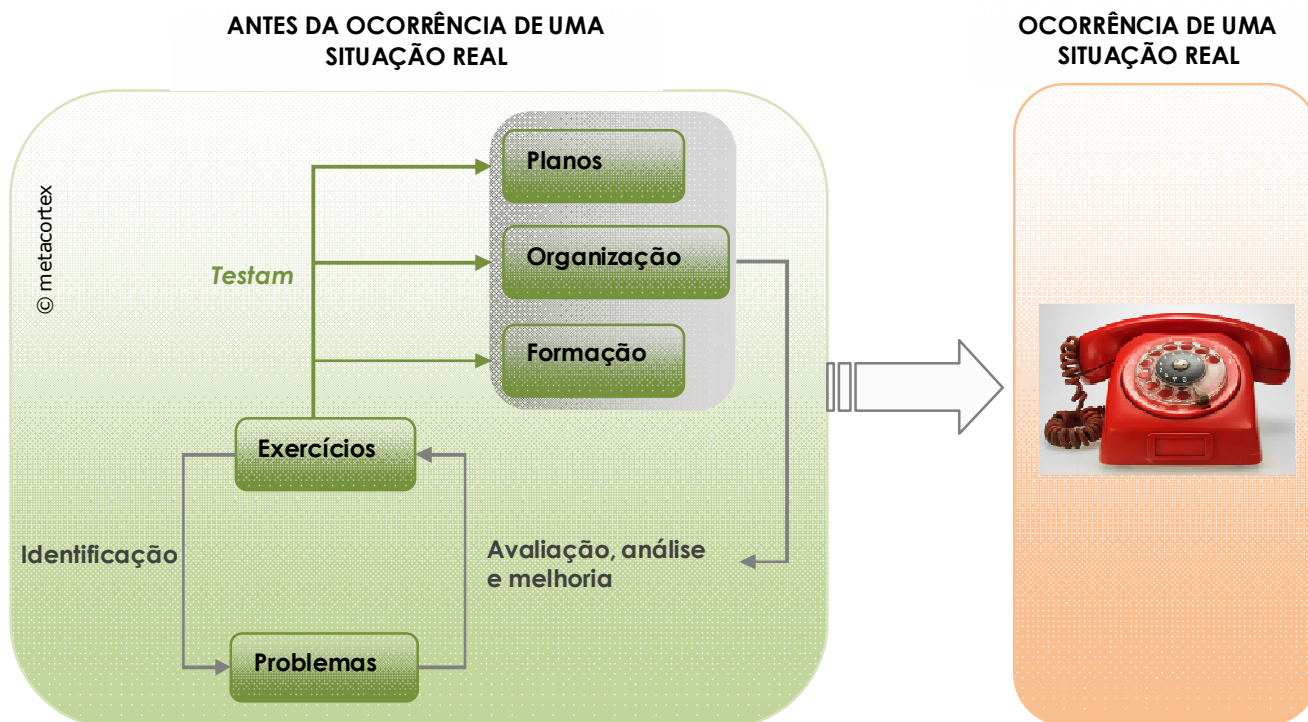 ANTES DA OCORRÊNCIA DE UMA
SITUAÇÃO REAL
OCORRÊNCIA DE UMA
SITUAÇÃO REAL
© metacortex
Planos
Organização
Testam
Formação
Exercícios
Identificação
Avaliação, análise
e melhoria
Problemas